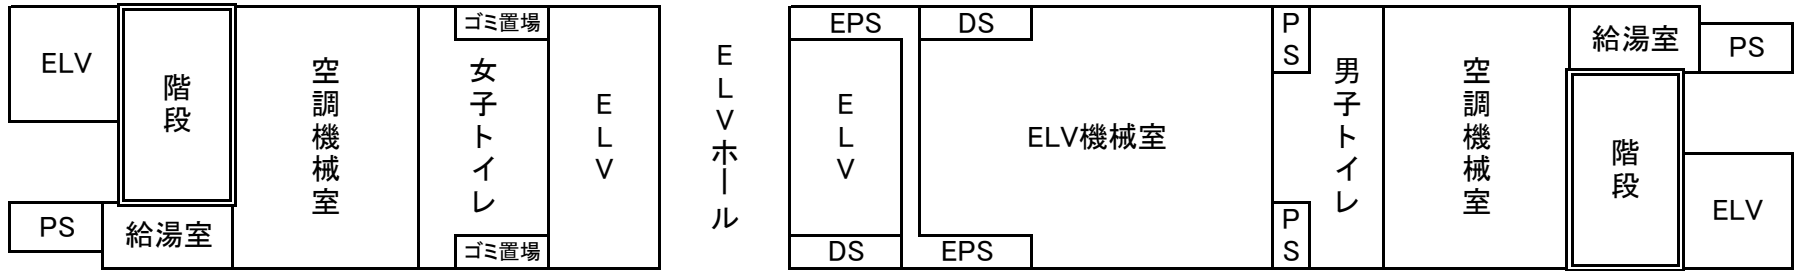 ELV
階段
空調機械室
PS
給湯室
ゴミ置場
女子トイレ
ゴミ置場
ELV
ELVホール
EPS
ELV
DS
DS
ELV機械室
EPS
PS
男子トイレ
PS
空調機械室
給湯室
PS
階段
ELV